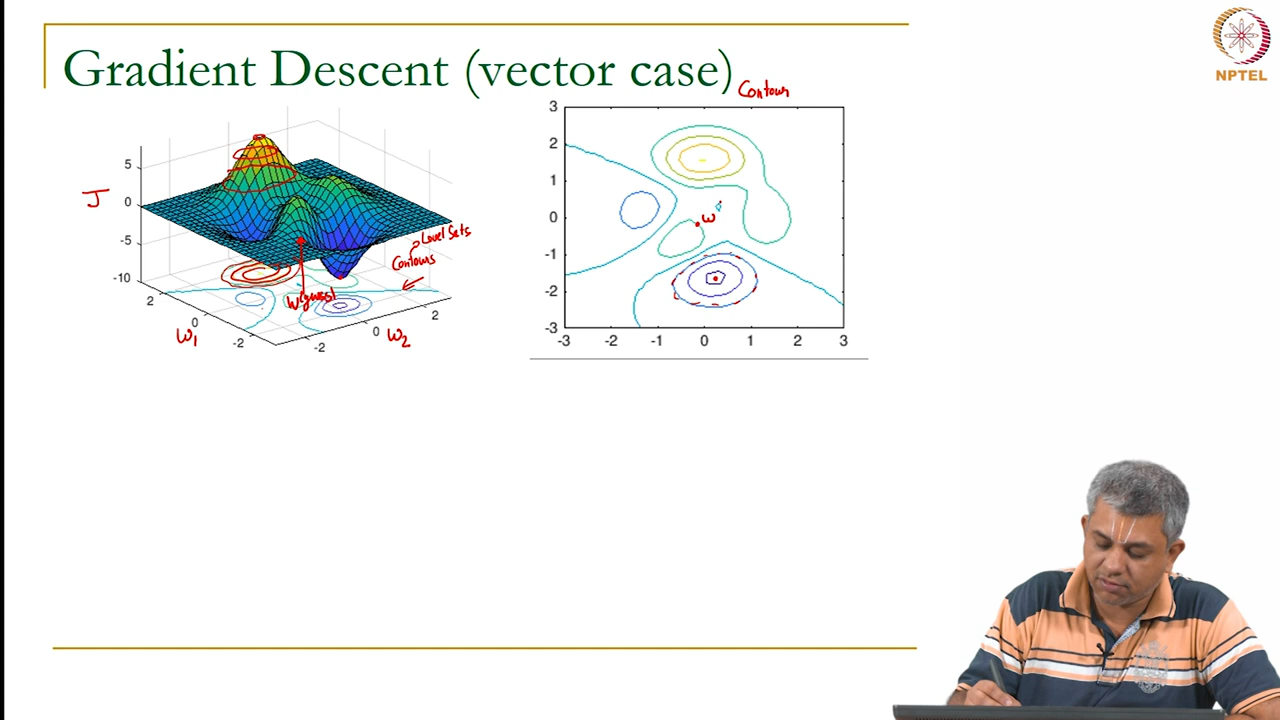 Gradient Descent (vector case)
NPTEL
Contour
5
0
-5
-10
J
Level Sets
Contours
W(guess)
2
0
-2
w1
-2
0
2
w2
3
2
1
0
-1
-2
-3
w
-3
-2
-1
0
1
2
3